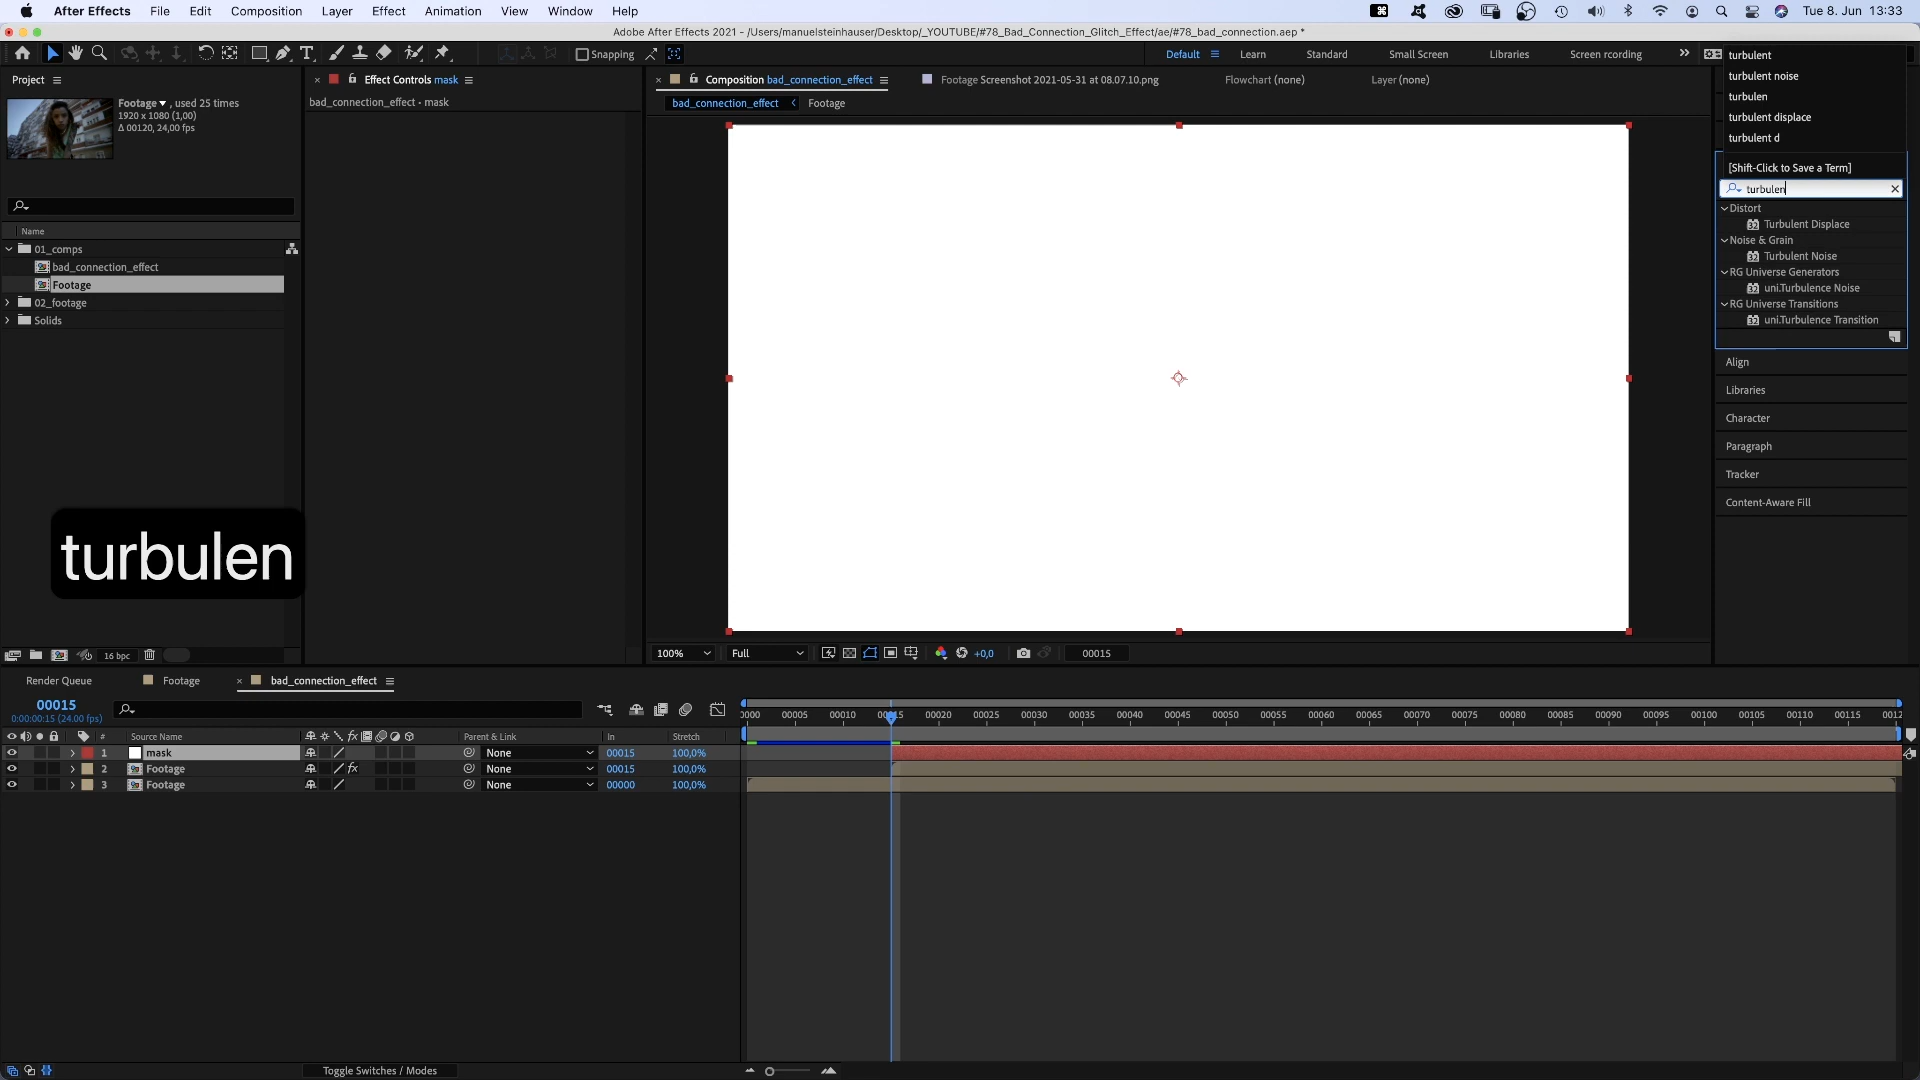 After Effects File Edit Composition Layer Effect Animation View Window Help Tue 8. Jun 13:33
Adobe After Effects 2021 - /Users/manuelsteinhauser/Desktop/_YOUTUBE/#78_Bad_Connection_Glitch_Effect/ae/#78_bad_connection.aep *
Snapping Default Learn Standard Small Screen Libraries Screen rcording
turbulent
turbulent noise
turbulen
turbulent displace
turbulent d
[Shift-Click to Save a Term]
turbulen
Distort
Turbulent Displace
Noise & Grain
Turbulent Noise
RG Universe Generators
uni.Turbulence Noise
RG Universe Transitions
uni.Turbulence Transition
Align
Libraries
Character
Paragraph
Tracker
Content-Aware Fill
Project
Footage , used 25 times
1920 x 1080 (1,00)
Δ 00120, 24,00 fps
Name
01_comps
bad_connection_effect
Footage
02_footage
Solids
16 bpc
Effect Controls mask
bad_connection_effect • mask
Composition bad_connection_effect Footage Screenshot 2021-05-31 at 08.07.10.png Flowchart (none) Layer (none)
bad_connection_effect Footage
turbulen
100% Full +0,0 00015
Render Queue Footage bad_connection_effect
00015
0:00:00:15 (24.00 fps)
0000 00005 00010 00015 00020 00025 00030 00035 00040 00045 00050 00055 00060 00065 00070 00075 00080 00085 00090 00095 00100 00105 00110 00115 0012
# Source Name Parent & Link In Stretch
1 mask None 00015 100,0%
2 Footage fx None 00015 100,0%
3 Footage None 00000 100,0%
Toggle Switches / Modes